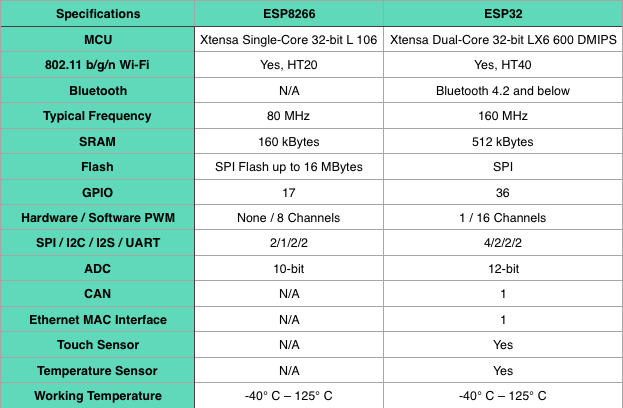 Specifications ESP8266 ESP32
MCU Xtensa Single-Core 32-bit L 106 Xtensa Dual-Core 32-bit LX6 600 DMIPS
802.11 b/g/n Wi-Fi Yes, HT20 Yes, HT40
Bluetooth N/A Bluetooth 4.2 and below
Typical Frequency 80 MHz 160 MHz
SRAM 160 kBytes 512 kBytes
Flash SPI Flash up to 16 MBytes SPI
GPIO 17 36
Hardware / Software PWM None / 8 Channels 1 / 16 Channels
SPI / I2C / I2S / UART 2/1/2/2 4/2/2/2
ADC 10-bit 12-bit
CAN N/A 1
Ethernet MAC Interface N/A 1
Touch Sensor N/A Yes
Temperature Sensor N/A Yes
Working Temperature -40° C – 125° C -40° C – 125° C